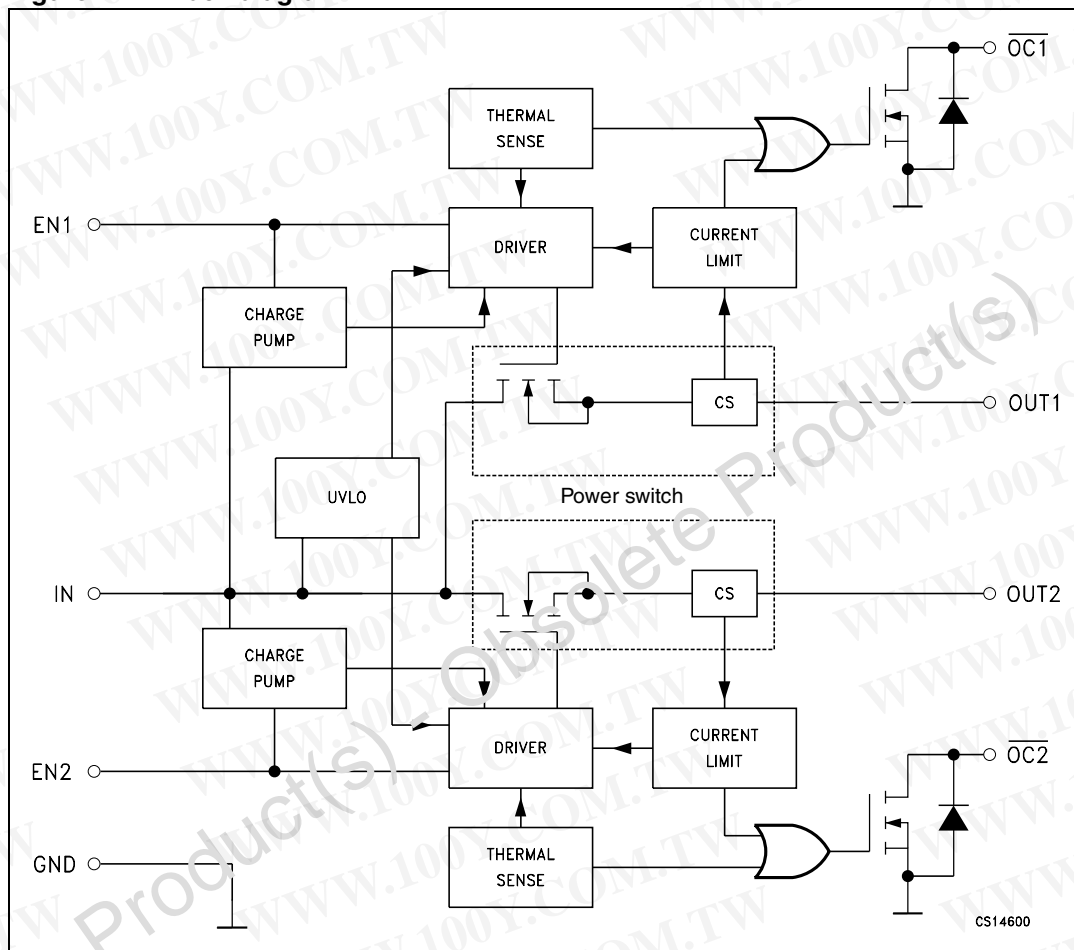 OC1
THERMAL
SENSE
EN1
DRIVER
CURRENT
LIMIT
CHARGE
PUMP
CS
OUT1
UVLO
Power switch
IN
CS
OUT2
CHARGE
PUMP
DRIVER
CURRENT
LIMIT
OC2
EN2
THERMAL
SENSE
GND
CS14600
Product(s) - Obsolete Product(s)
WWW.100Y.COM.TW